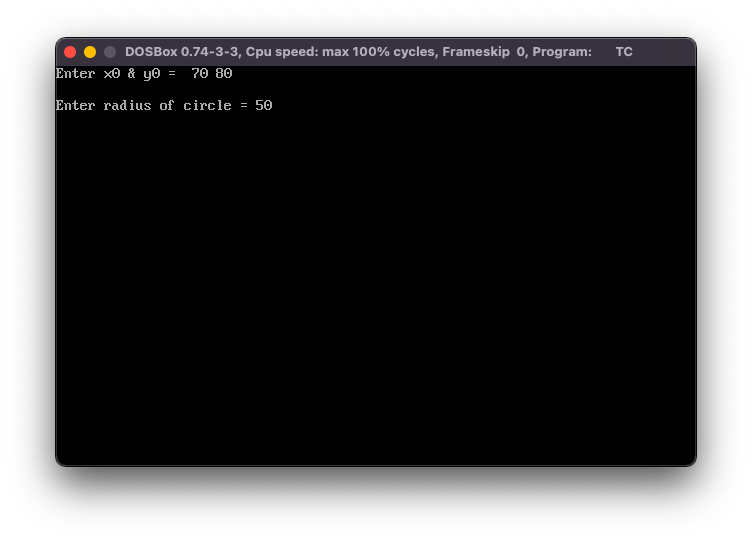 DOSBox 0.74-3-3, Cpu speed: max 100% cycles, Frameskip 0, Program: TC
Enter x0 & y0 = 70 80
Enter radius of circle = 50